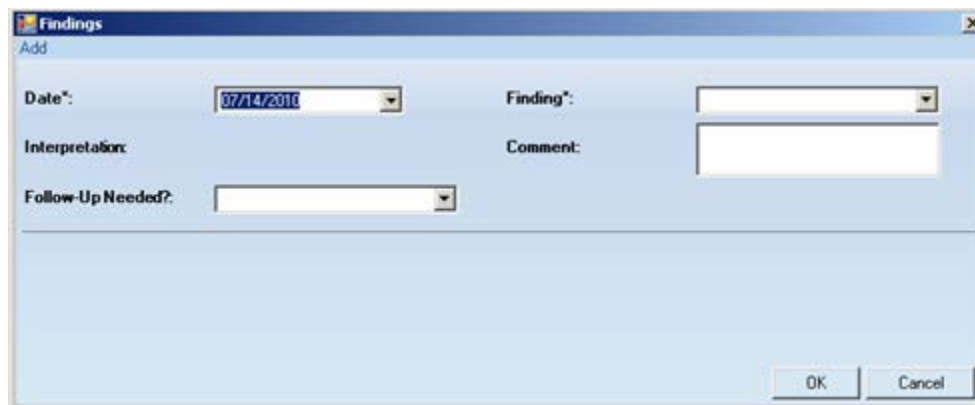 Findings
Add
Date*: 07/14/2010 Finding*:
Interpretation: Comment:
Follow-Up Needed?:
OK Cancel